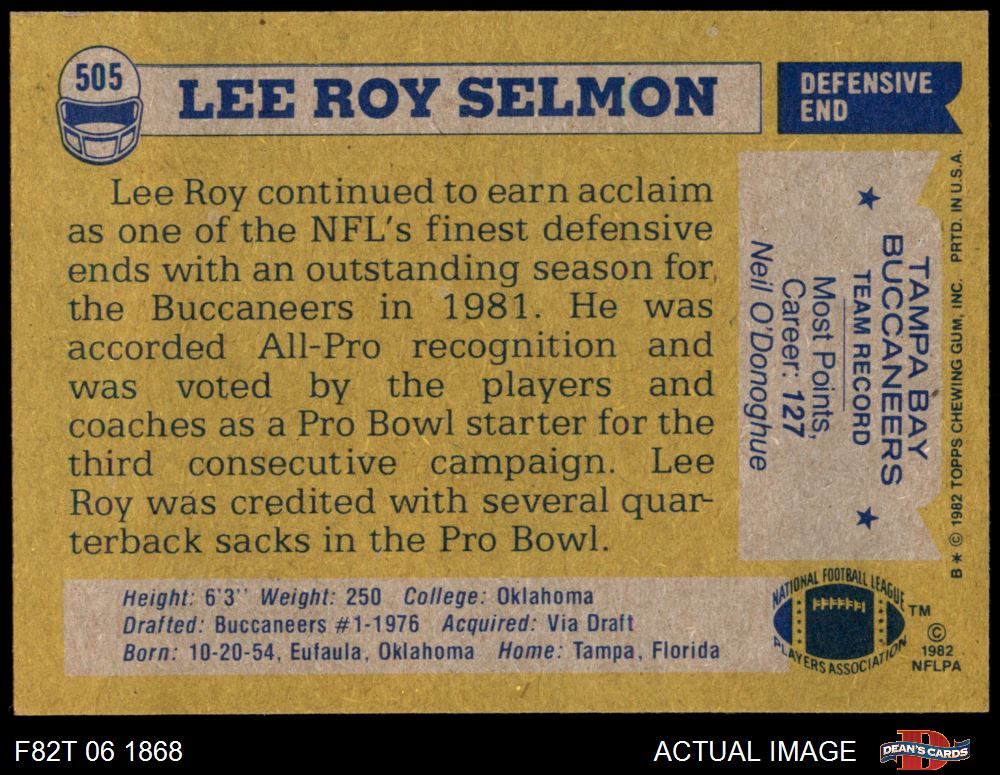 505
LEE ROY SELMON
DEFENSIVE
END
Lee Roy continued to earn acclaim
as one of the NFL's finest defensive
ends with an outstanding season for
the Buccaneers in 1981. He was
accorded All-Pro recognition and
was voted by the players and
coaches as a Pro Bowl starter for the
third consecutive campaign. Lee
Roy was credited with several quar-
terback sacks in the Pro Bowl.
TAMPA BAY
BUCCANEERS
★ TEAM RECORD ★
Most Points,
Career: 127
Neil O'Donoghue
B * © 1982 TOPPS CHEWING GUM, INC. PRTD. IN U.S.A.
Height: 6'3" Weight: 250 College: Oklahoma
Drafted: Buccaneers #1-1976 Acquired: Via Draft
Born: 10-20-54, Eufaula, Oklahoma Home: Tampa, Florida
NATIONAL FOOTBALL LEAGUE
PLAYERS ASSOCIATION
TM
©
1982
NFLPA
F82T 06 1868
ACTUAL IMAGE
DEAN'S CARDS